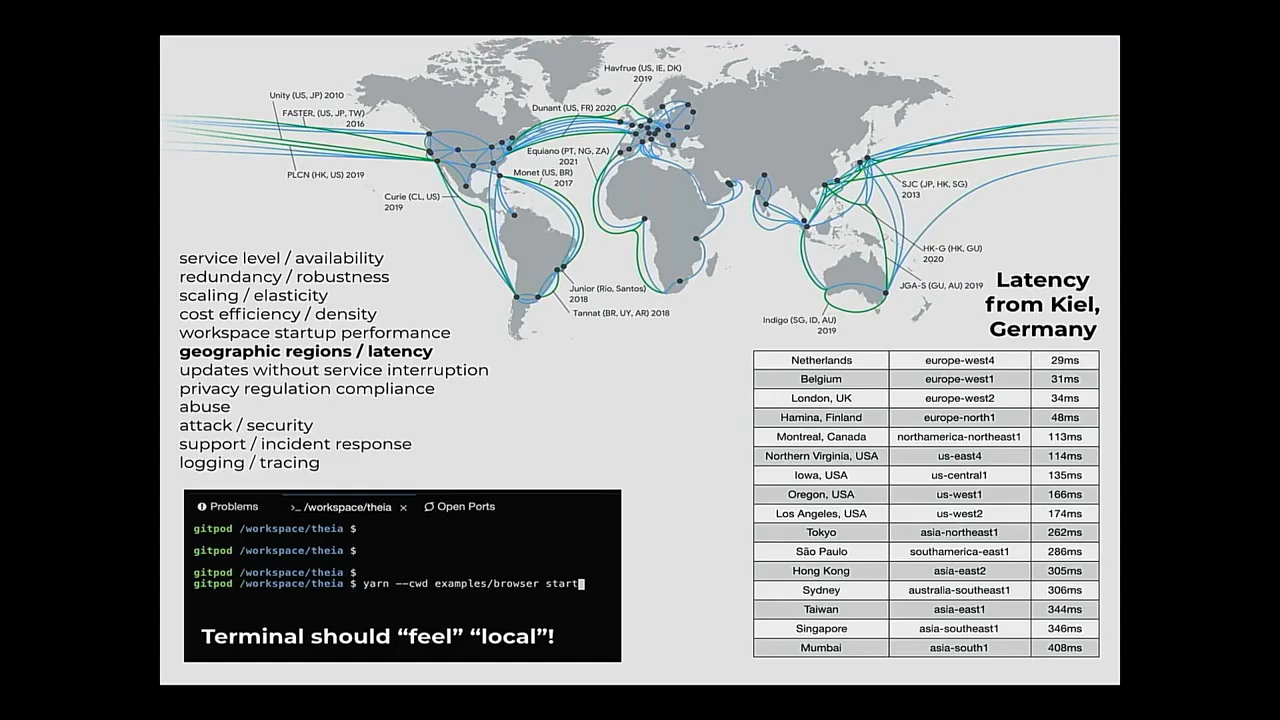 Havfrue (US, IE, DK)
2019
Unity (US, JP) 2010
FASTER, (US, JP, TW)
2016
Dunant (US, FR) 2020
Equiano (PT, NG, ZA)
2021
PLCN (HK, US) 2019
Monet (US, BR)
2017
Curie (CL, US)
2019
SJC (JP, HK, SG)
2013
HK-G (HK, GU)
2020
JGA-S (GU, AU) 2019
Junior (Rio, Santos)
2018
Tannat (BR, UY, AR) 2018
Indigo (SG, ID, AU)
2019
service level / availability
redundancy / robustness
scaling / elasticity
cost efficiency / density
workspace startup performance
geographic regions / latency
updates without service interruption
privacy regulation compliance
abuse
attack / security
support / incident response
logging / tracing
Latency
from Kiel,
Germany
Netherlands europe-west4 29ms
Belgium europe-west1 31ms
London, UK europe-west2 34ms
Hamina, Finland europe-north1 48ms
Montreal, Canada northamerica-northeast1 113ms
Northern Virginia, USA us-east4 114ms
Iowa, USA us-central1 135ms
Oregon, USA us-west1 166ms
Los Angeles, USA us-west2 174ms
Tokyo asia-northeast1 262ms
São Paulo southamerica-east1 286ms
Hong Kong asia-east2 305ms
Sydney australia-southeast1 306ms
Taiwan asia-east1 344ms
Singapore asia-southeast1 346ms
Mumbai asia-south1 408ms
Problems >_ /workspace/theia × Open Ports
gitpod /workspace/theia $
gitpod /workspace/theia $
gitpod /workspace/theia $
gitpod /workspace/theia $ yarn --cwd examples/browser start
Terminal should “feel” “local”!